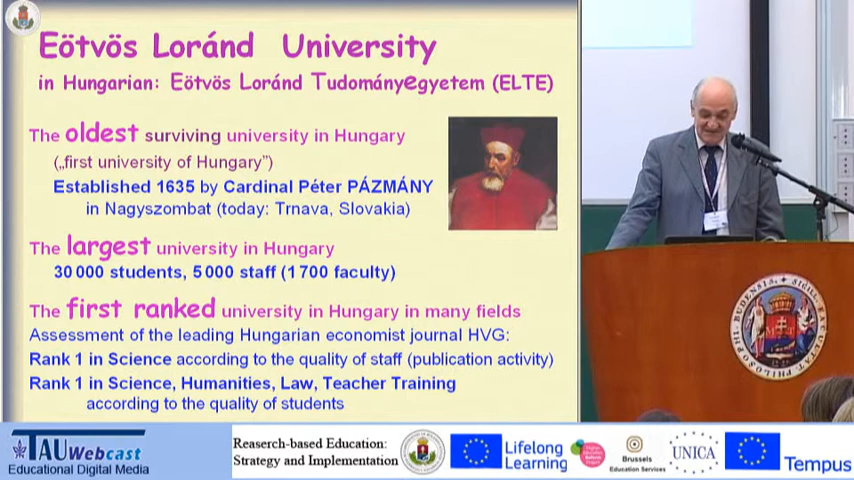 Eötvös Loránd University
in Hungarian: Eötvös Loránd Tudományegyetem (ELTE)
The oldest surviving university in Hungary
(„first university of Hungary”)
Established 1635 by Cardinal Péter PÁZMÁNY
in Nagyszombat (today: Trnava, Slovakia)
The largest university in Hungary
30 000 students, 5 000 staff (1 700 faculty)
The first ranked university in Hungary in many fields
Assessment of the leading Hungarian economist journal HVG:
Rank 1 in Science according to the quality of staff (publication activity)
Rank 1 in Science, Humanities, Law, Teacher Training
according to the quality of students
PHILOSOPHI
BUDENSIS
TAU Webcast
Educational Digital Media
Reaserch-based Education:
Strategy and Implementation
Lifelong
Learning
Brussels
Education Services
UNICA
Tempus